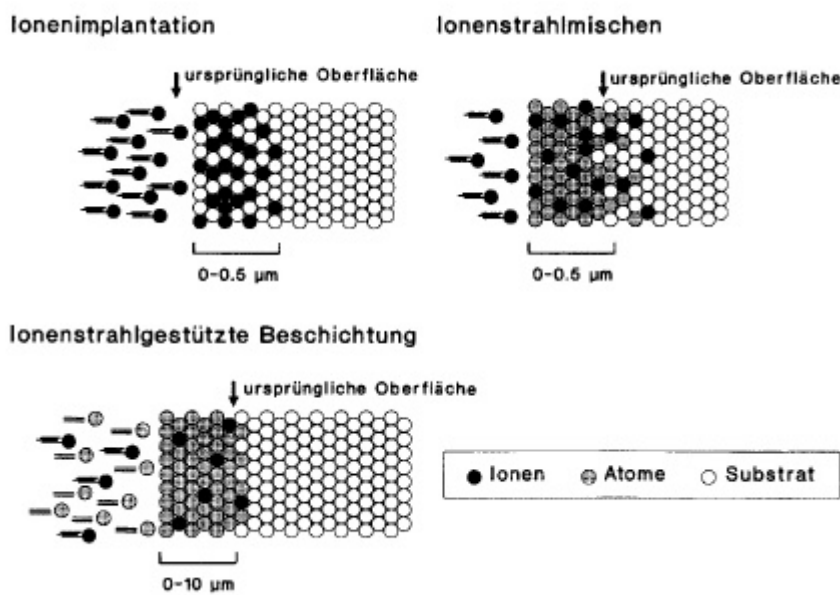 Ionenimplantation
ursprüngliche Oberfläche
0-0.5 µm
Ionenstrahlmischen
ursprüngliche Oberfläche
0-0.5 µm
Ionenstrahlgestützte Beschichtung
ursprüngliche Oberfläche
0-10 µm
Ionen Atome Substrat